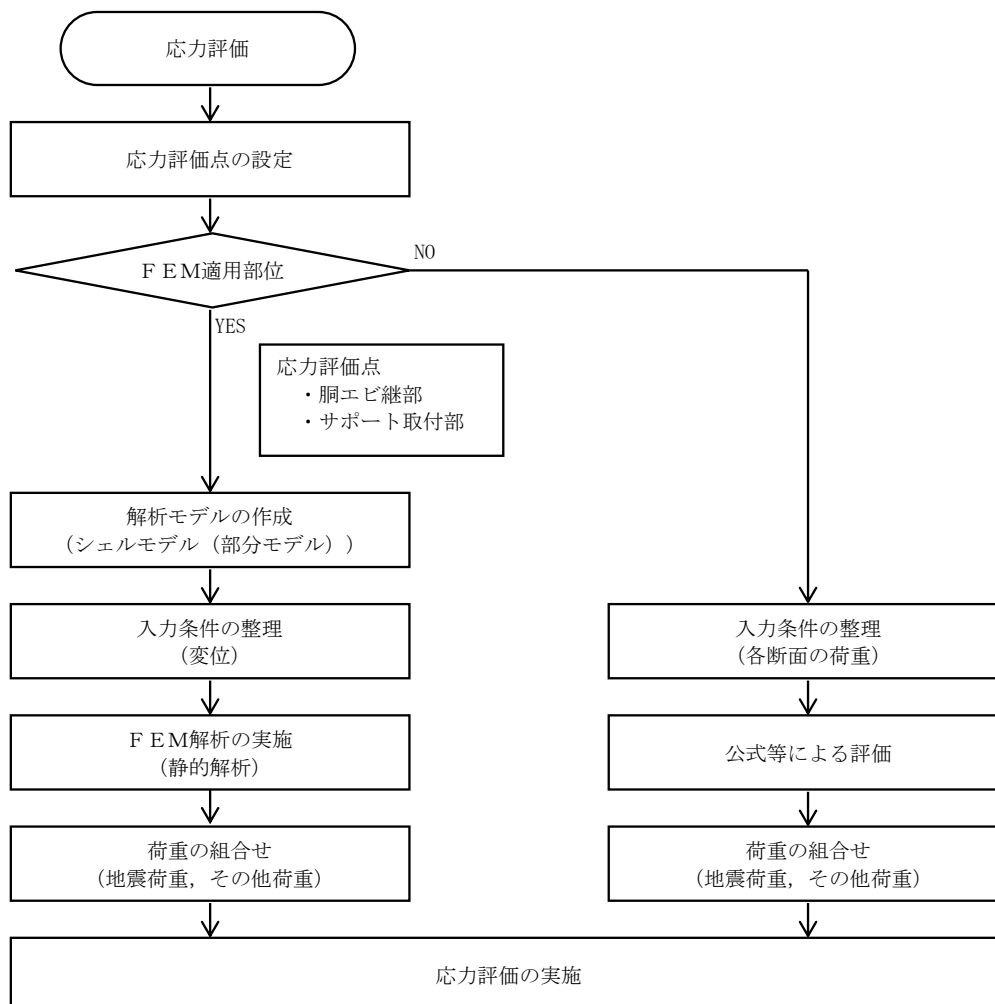 応力評価
応力評価点の設定
ＦＥＭ適用部位
NO
YES
応力評価点
・胴エビ継部
・サポート取付部
解析モデルの作成
（シェルモデル（部分モデル））
入力条件の整理
（変位）
ＦＥＭ解析の実施
（静的解析）
荷重の組合せ
（地震荷重，その他荷重）
入力条件の整理
（各断面の荷重）
公式等による評価
荷重の組合せ
（地震荷重，その他荷重）
応力評価の実施